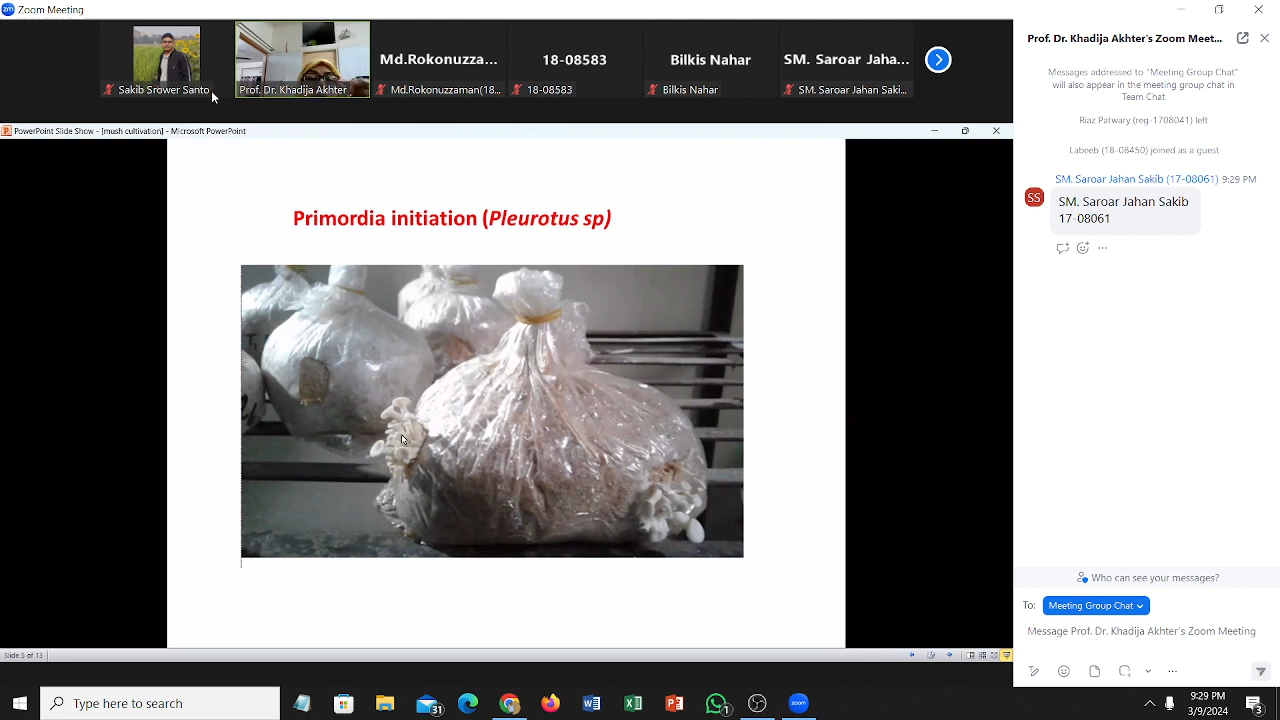 Zoom Meeting
Md.Rokonuzza...
18-08583
Bilkis Nahar
SM. Saroar Jaha...
Sakib Srower Santo
Prof. Dr. Khadija Akhter
Md.Rokonuzzaman(18...
18-08583
Bilkis Nahar
SM. Saroar Jahan Saki...
PowerPoint Slide Show - [mush cultivation] - Microsoft PowerPoint
Primordia initiation (Pleurotus sp)
Slide 5 of 13
Prof. Dr. Khadija Akhter's Zoom Meet...
Messages addressed to "Meeting Group Chat"
will also appear in the meeting group chat in
Team Chat
Riaz Patwary (reg-1708041) left
Labeeb (18-08450) joined as a guest
SM. Saroar Jahan Sakib (17-08061) 9:29 PM
SS
SM. Saroar Jahan Sakib
17-08061
Who can see your messages?
To: Meeting Group Chat
Message Prof. Dr. Khadija Akhter's Zoom Meeting
Type here to search
31
1
zoom
9:29 PM
3/9/2024
3